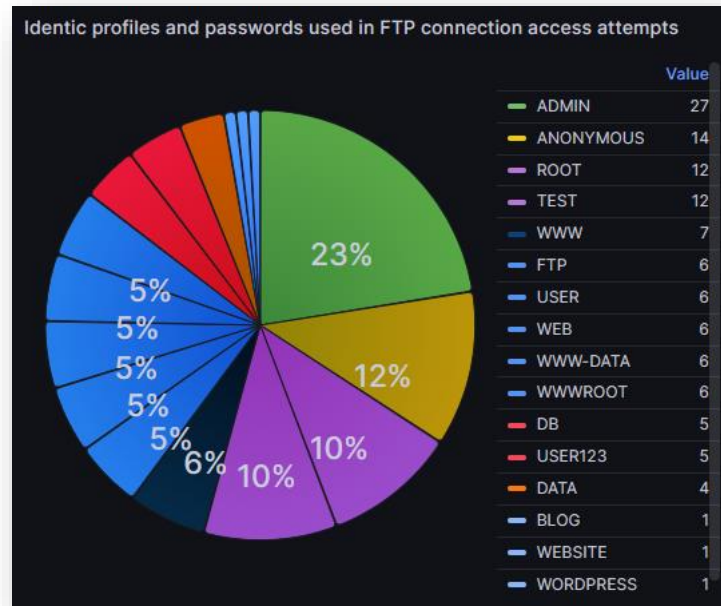 Identic profiles and passwords used in FTP connection access attempts
Value
ADMIN 27
ANONYMOUS 14
ROOT 12
TEST 12
WWW 7
FTP 6
USER 6
WEB 6
WWW-DATA 6
WWWROOT 6
DB 5
USER123 5
DATA 4
BLOG 1
WEBSITE 1
WORDPRESS 1
23%
12%
10%
10%
6%
5%
5%
5%
5%
5%